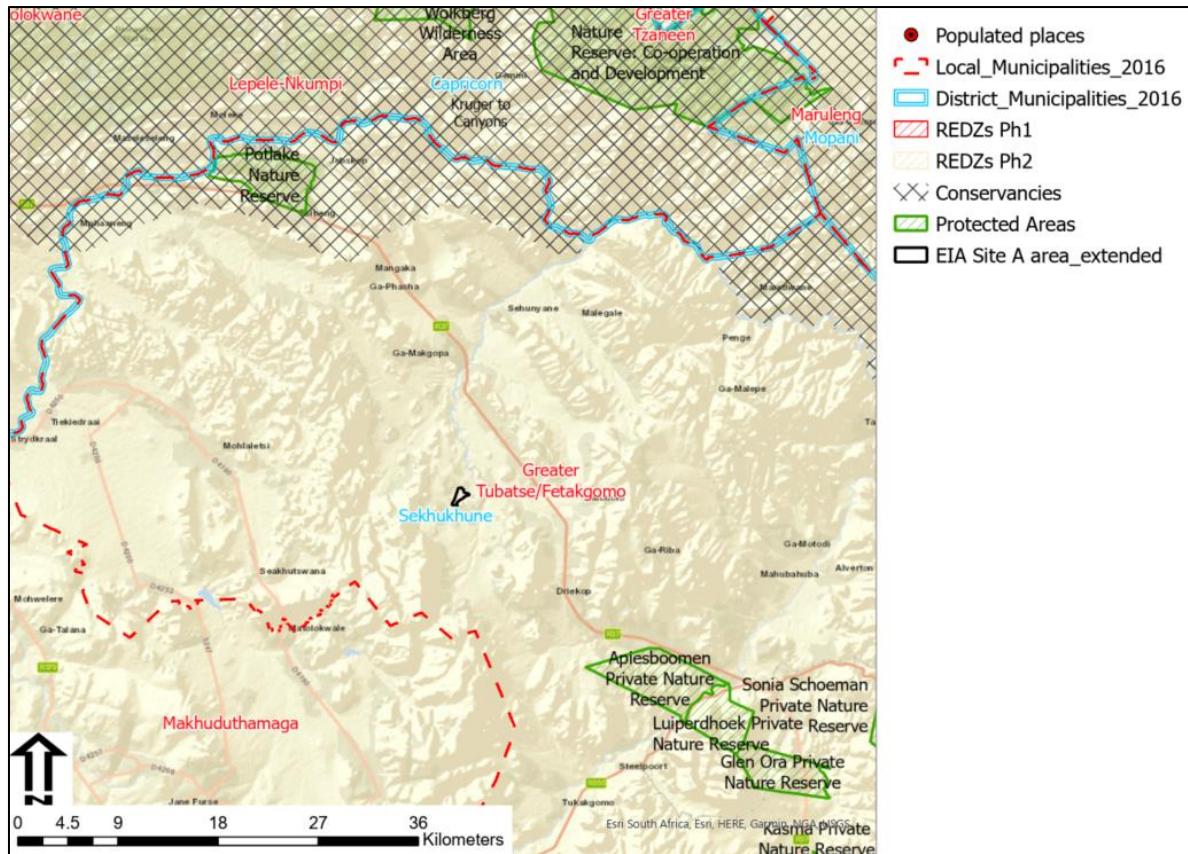 olokwane
Wolkberg
Wilderness
Area
Greater
Tzaneen
Nature
Reserve: Co-operation
and Development
Lepele-Nkumpi
Capricorn
Kruger to
Canyons
Maruleng
Mopani
Potlake
Nature
Reserve
Mangaka
Ga-Phasha
Sehunyane
Malegale
Ga-Makgopa
Penge
Ga-Malepe
Tiekiedraai
Strydkraal
Mohlaletsi
Greater
Tubatse/Fetakgomo
Sekhukhune
Ga-Riba
Ga-Motodi
Mahubahuba
Alverton
Seakhutswana
Driekop
Mohwelere
Ga-Talana
Apiesboomen
Private Nature
Reserve
Sonia Schoeman
Private Nature
Reserve
Luiperdhoek Private
Nature Reserve
Glen Ora Private
Nature Reserve
Makhuduthamaga
Steelpoort
Tukakgomo
Jane Furse
Kasma Private
Nature Reserve
N
0 4.5 9 18 27 36
Kilometers
Esri South Africa, Esri, HERE, Garmin, NGA, USGS
Populated places
Local_Municipalities_2016
District_Municipalities_2016
REDZs Ph1
REDZs Ph2
Conservancies
Protected Areas
EIA Site A area_extended